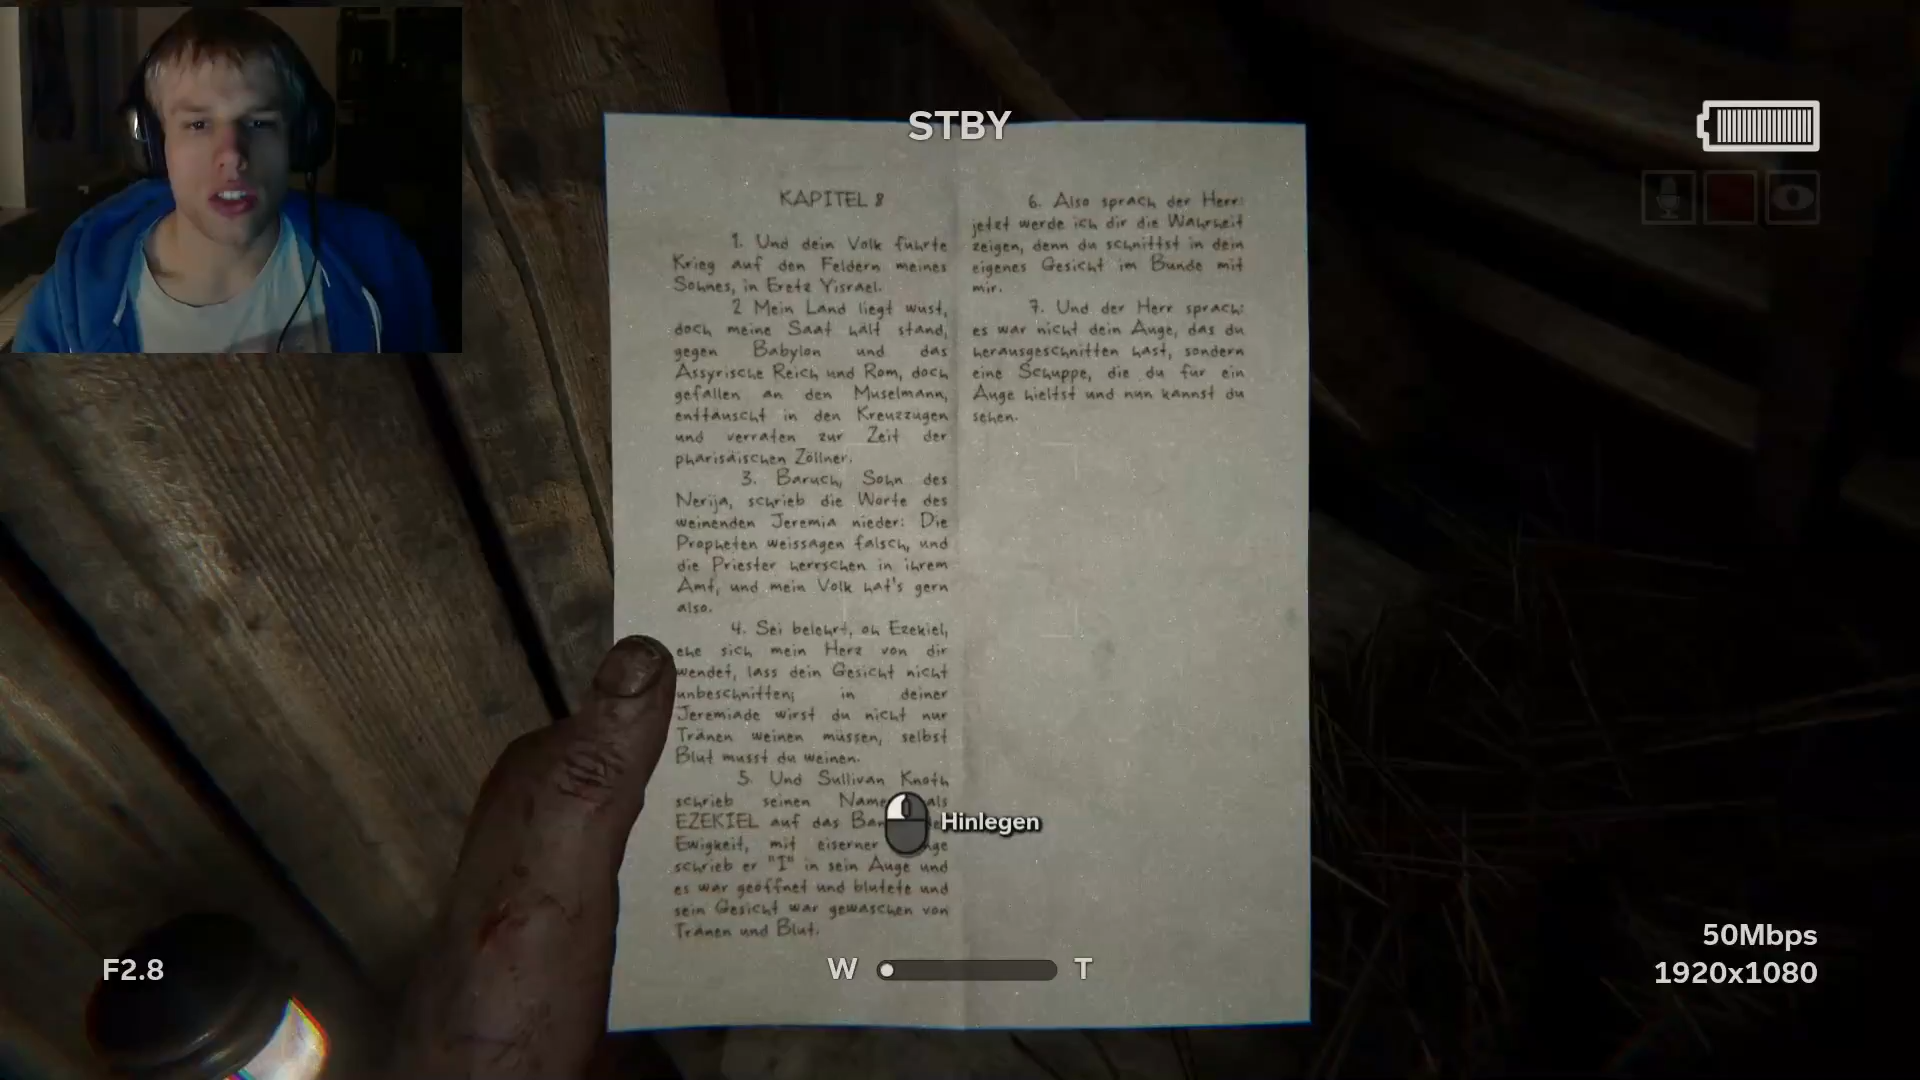 STBY
KAPITEL 8
1. Und dein Volk führte
Krieg auf den Feldern meines
Sohnes, in Eretz Yisrael.
2 Mein Land liegt wüst,
doch meine Saat hält stand,
gegen Babylon und das
Assyrische Reich und Rom, doch
gefallen an den Muselmann,
enttäuscht in den Kreuzzügen
und verraten zur Zeit der
pharisäischen Zöllner.
3. Baruch, Sohn des
Nerija, schrieb die Worte des
weinenden Jeremia nieder: Die
Propheten weissagen falsch, und
die Priester herrschen in ihrem
Amt, und mein Volk hat's gern
also.
4. Sei belehrt, oh Ezekiel,
ehe sich mein Herz von dir
wendet, lass dein Gesicht nicht
unbeschnitten; in deiner
Jeremiade wirst du nicht nur
Tränen weinen müssen, selbst
Blut musst du weinen.
5. Und Sullivan Knoth
schrieb seinen Name als
EZEKIEL auf das
Ewigkeit, mit eiserner
schrieb er "I" in sein Auge und
es war geöffnet und blutete und
sein Gesicht war gewaschen von
Tränen und Blut.
6. Also sprach der Herr:
jetzt werde ich dir die Wahrheit
zeigen, denn du schnittst in dein
eigenes Gesicht im Bunde mit
mir.
7. Und der Herr sprach:
es war nicht dein Auge, das du
herausgeschnitten hast, sondern
eine Schuppe, die du für ein
Auge hieltst und nun kannst du
sehen.
Hinlegen
F2.8
W T
50Mbps
1920x1080